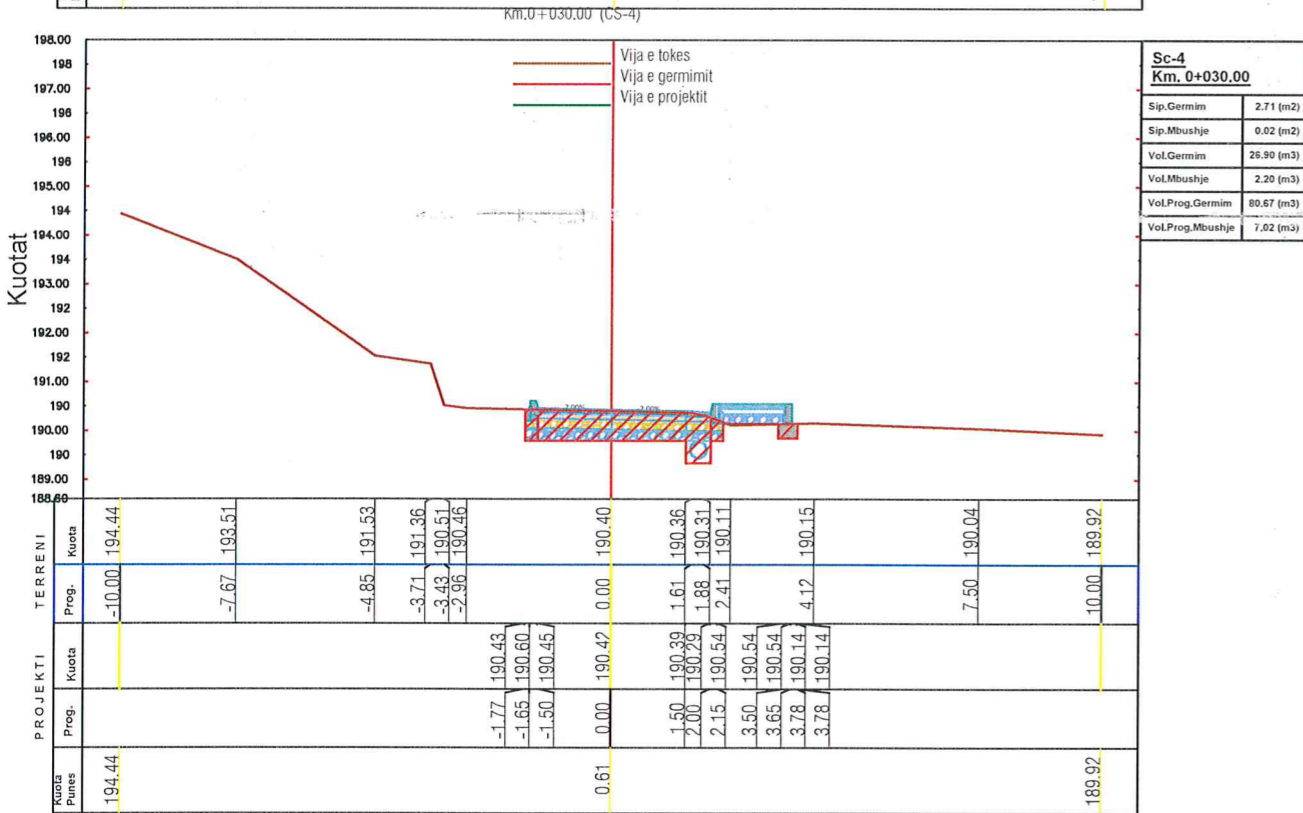 Km.0+030.00 (CS-4)
198.00
198
197.00
196
196.00
196
195.00
194
194.00
194
193.00
192
192.00
192
191.00
190
190.00
190
189.00
188.60
Kuotat
Vija e tokes
Vija e germimit
Vija e projektit
2.00% 2.00%
Sc-4
Km. 0+030.00
Sip.Germim 2.71 (m2)
Sip.Mbushje 0.02 (m2)
Vol.Germim 26.90 (m3)
Vol.Mbushje 2.20 (m3)
Vol.Prog.Germim 80.67 (m3)
Vol.Prog.Mbushje 7.02 (m3)
TERRENI
Kuota 194.44 193.51 191.53 191.36 190.51 190.46 190.40 190.36 190.31 190.11 190.15 190.04 189.92
Prog. -10.00 -7.67 -4.85 -3.71 -3.43 -2.96 0.00 1.61 1.88 2.41 4.12 7.50 10.00
PROJEKTI
Kuota 190.43 190.60 190.45 190.42 190.39 190.29 190.54 190.54 190.54 190.14 190.14
Prog. -1.77 -1.65 -1.50 0.00 1.50 2.00 2.15 3.50 3.65 3.78 3.78
Kuota Punes 194.44 0.61 189.92